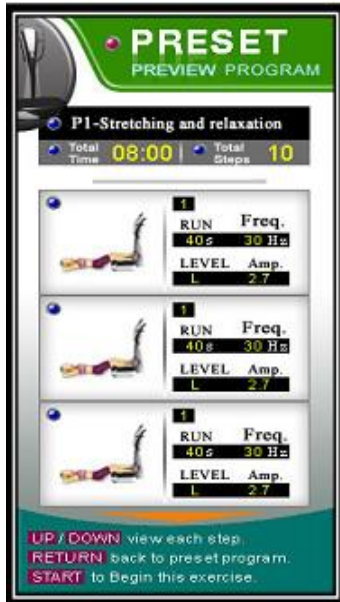 PRESET
PREVIEW PROGRAM
P1-Stretching and relaxation
Total Time 08:00 | Total Steps 10
1
RUN Freq.
40s 30 Hz
LEVEL Amp.
L 2.7
1
RUN Freq.
40s 30 Hz
LEVEL Amp.
L 2.7
1
RUN Freq.
40s 30 Hz
LEVEL Amp.
L 2.7
UP / DOWN view each step.
RETURN back to preset program.
START to Begin this exercise.